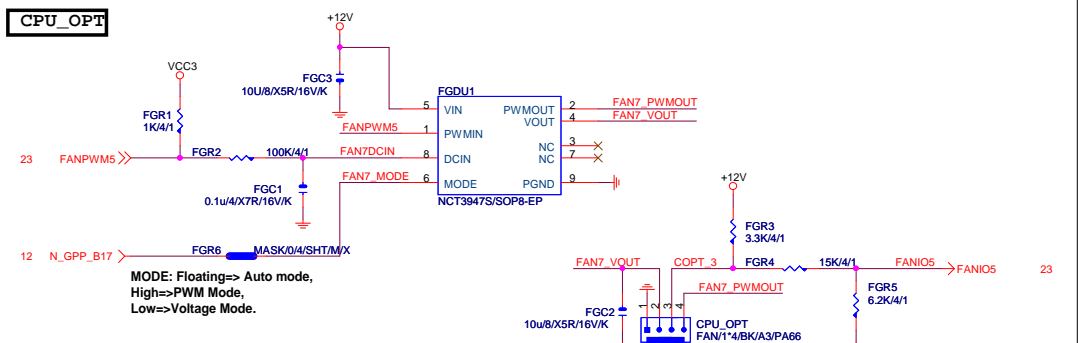 CPU_OPT
+12V
VCC3
FGC3
10U/8/X5R/16V/K
FGDU1
FGR1
1K/4/1
5 VIN PWMOUT 2 FAN7_PWMOUT
VOUT 4 FAN7_VOUT
FANPWM5 1 PWMIN
NC 3
23 FANPWM5 FGR2 100K/4/1 FAN7DCIN 8 DCIN NC 7
FAN7_MODE 6 MODE PGND 9
FGC1
0.1u/4/X7R/16V/K
NCT3947S/SOP8-EP
+12V
FGR3
3.3K/4/1
12 N_GPP_B17 FGR6 MASK/0/4/SHT/M/X
MODE: Floating=> Auto mode,
High=>PWM Mode,
Low=>Voltage Mode.
FAN7_VOUT COPT_3 FGR4 15K/4/1 FANIO5 FANIO5 23
FAN7_PWMOUT
FGR5
6.2K/4/1
1 2 3 4
FGC2
10u/8/X5R/16V/K
CPU_OPT
FAN/1*4/BK/A3/PA66